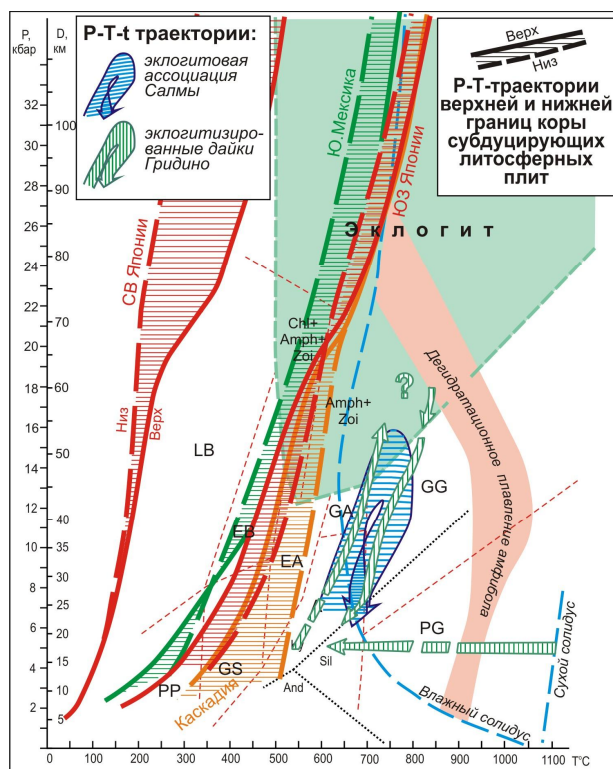 P,
кбар
D,
км
P-T-t траектории:
эклогитовая
ассоциация
Салмы
эклогитизиро-
ванные дайки
Гридино
Верх
Низ
P-T-траектории
верхней и нижней
границ коры
субдуцирующих
литосферных
плит
32
30
28
26
24
22
20
18
16
14
12
10
8
6
4
2
100
90
80
70
60
50
40
35
30
25
20
15
10
5
СВ Японии
Низ
Верх
Ю.Мексика
ЮЗ Японии
Эклогит
Chl+
Amph+
Zoi
Amph+
Zoi
?
Дегидратационное плавление амфибола
LB
EB
EA
GA
GG
GS
PP
PG
Каскадия
Sil
And
Влажный солидус
Сухой солидус
0
100
200
300
400
500
600
700
800
900
1000
1100
T°C